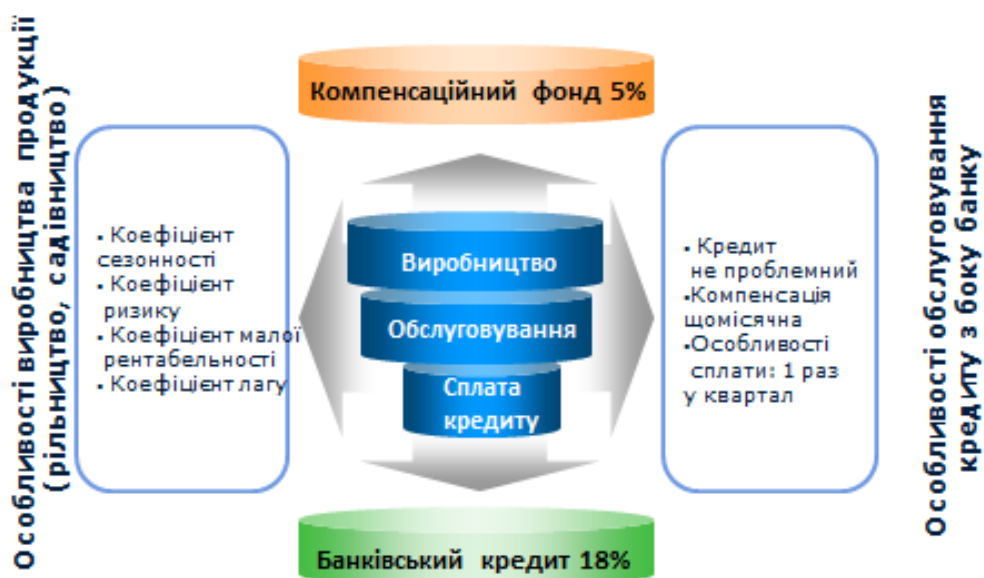 Особливості виробництва продукції
(рільництво, садівництво)
Компенсаційний фонд 5%
• Коефіцієнт
сезонності
• Коефіцієнт
ризику
• Коефіцієнт малої
рентабельності
• Коефіцієнт лагу
Виробництво
Обслуговування
Сплата
кредиту
• Кредит
не проблемний
•Компенсація
щомісячна
•Особливості
сплати: 1 раз
у квартал
Банківський кредит 18%
Особливості обслуговування
кредиту з боку банку